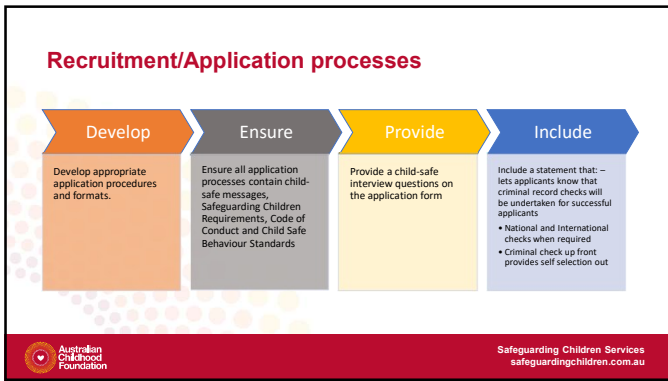 Recruitment/Application processes
Develop
Develop appropriate
application procedures
and formats.
Ensure
Ensure all application
processes contain child-
safe messages,
Safeguarding Children
Requirements, Code of
Conduct and Child Safe
Behaviour Standards
Provide
Provide a child-safe
interview questions on
the application form
Include
Include a statement that: –
lets applicants know that
criminal record checks will
be undertaken for successful
applicants
• National and International
checks when required
• Criminal check up front
provides self selection out
Australian
Childhood
Foundation
Safeguarding Children Services
safeguardingchildren.com.au